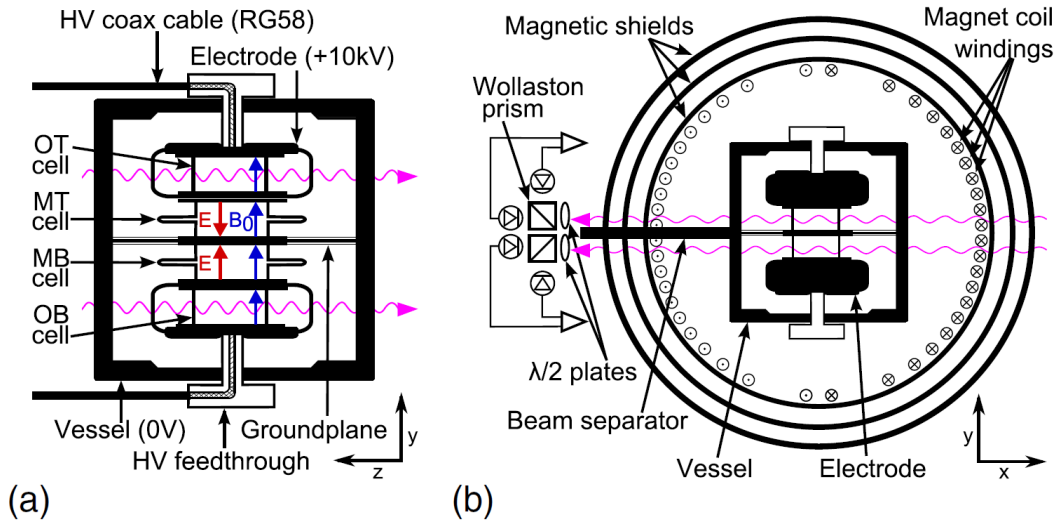 HV coax cable (RG58)
Electrode (+10kV)
OT
cell
MT
cell
MB
cell
OB
cell
E
B0
E
Vessel (0V)
Groundplane
HV feedthrough
y
z
(a)
Magnetic shields
Magnet coil
windings
Wollaston
prism
λ/2 plates
Beam separator
Vessel
Electrode
y
x
(b)